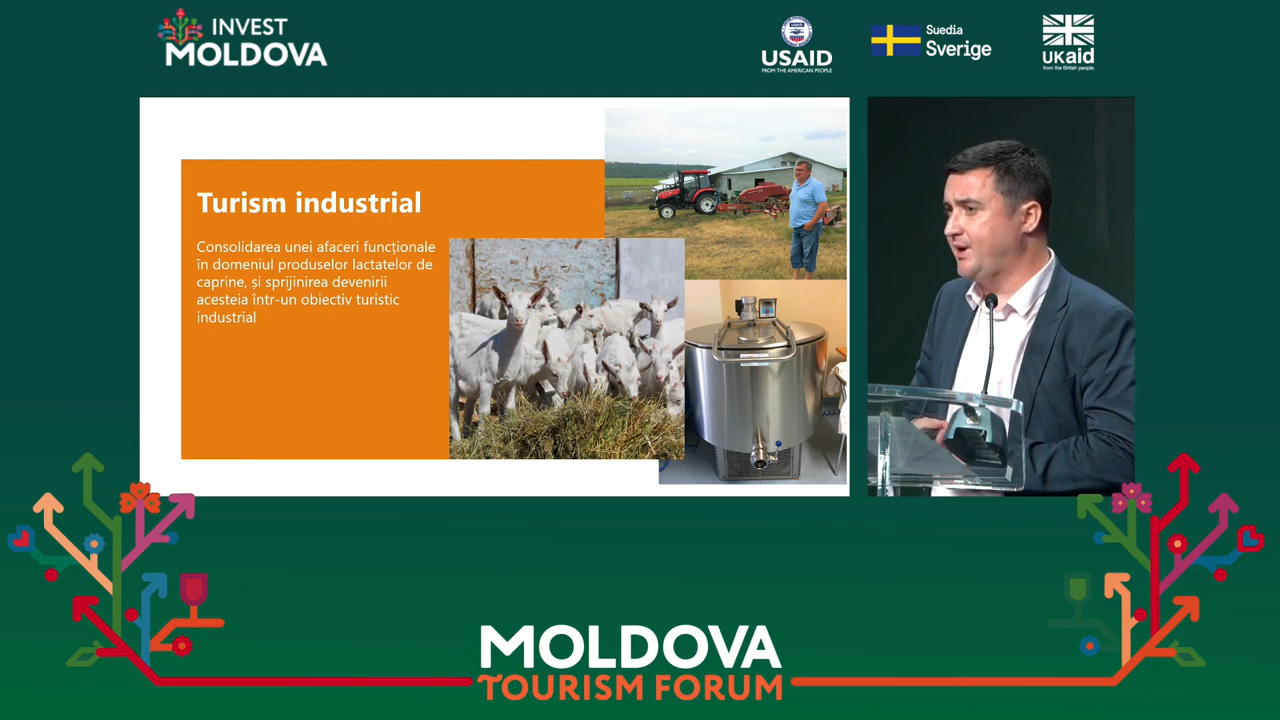 INVEST
MOLDOVA
USAID
FROM THE AMERICAN PEOPLE
Suedia
Sverige
UKaid
from the British people
Turism industrial
Consolidarea unei afaceri funcționale
în domeniul produselor lactatelor de
caprine, și sprijinirea devenirii
acesteia într-un obiectiv turistic
industrial
MOLDOVA
TOURISM FORUM